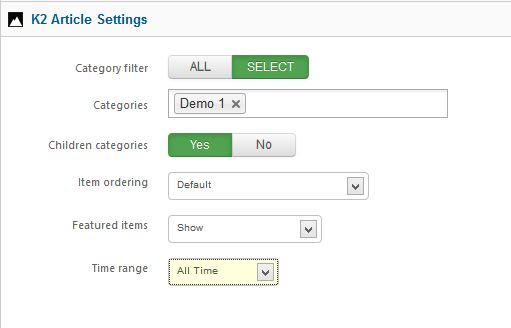 K2 Article Settings
Category filter ALL SELECT
Categories Demo 1 ×
Children categories Yes No
Item ordering Default
Featured items Show
Time range All Time